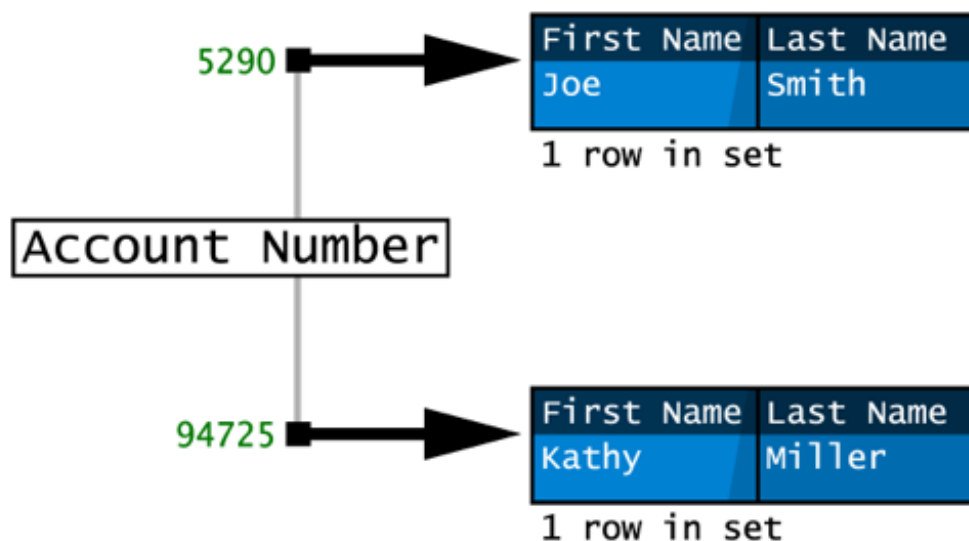 5290
First Name Last Name
Joe Smith
1 row in set
Account Number
94725
First Name Last Name
Kathy Miller
1 row in set